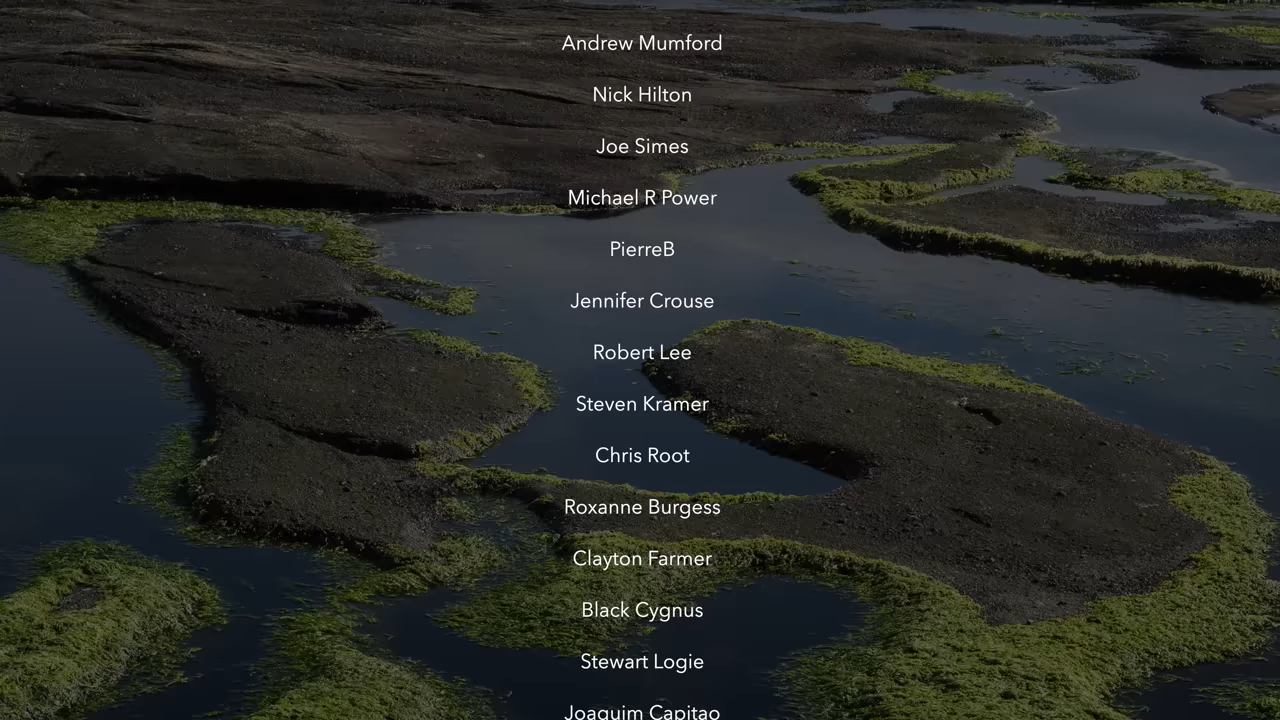 Andrew Mumford
Nick Hilton
Joe Simes
Michael R Power
PierreB
Jennifer Crouse
Robert Lee
Steven Kramer
Chris Root
Roxanne Burgess
Clayton Farmer
Black Cygnus
Stewart Logie
Joaquim Capitao